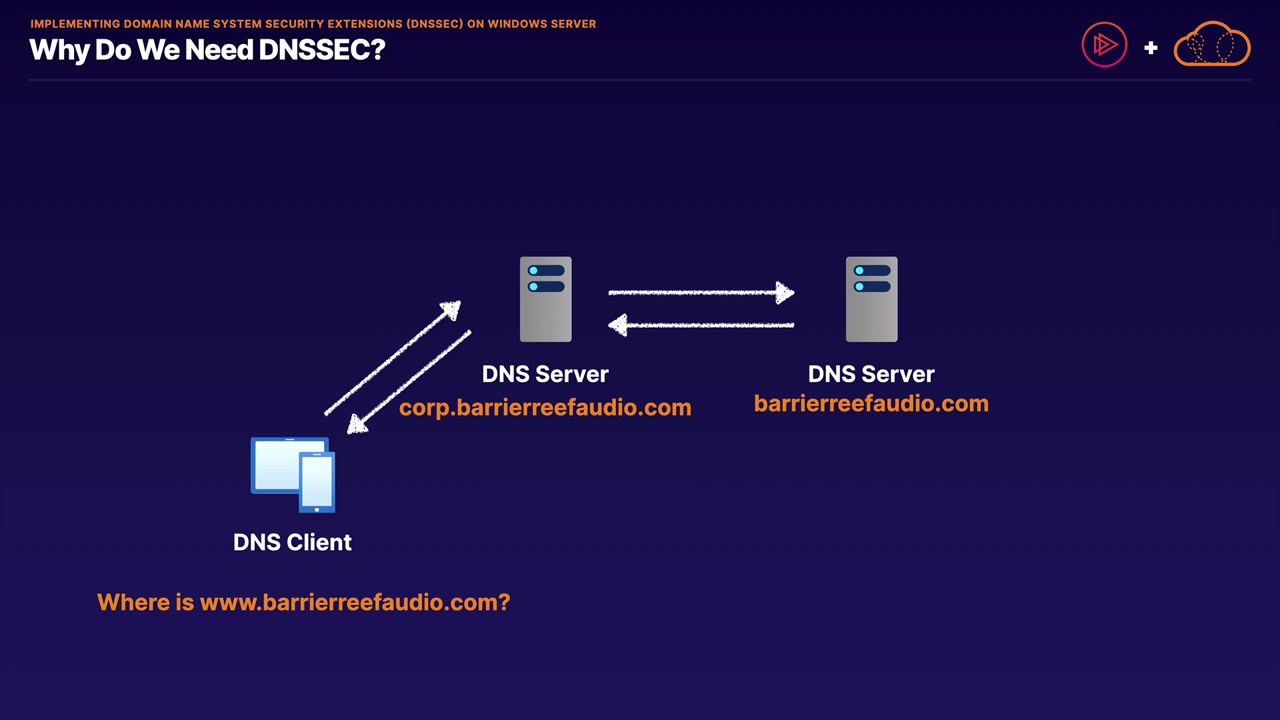 IMPLEMENTING DOMAIN NAME SYSTEM SECURITY EXTENSIONS (DNSSEC) ON WINDOWS SERVER
Why Do We Need DNSSEC?
+
DNS Server
corp.barrierreefaudio.com
DNS Server
barrierreefaudio.com
DNS Client
Where is www.barrierreefaudio.com?